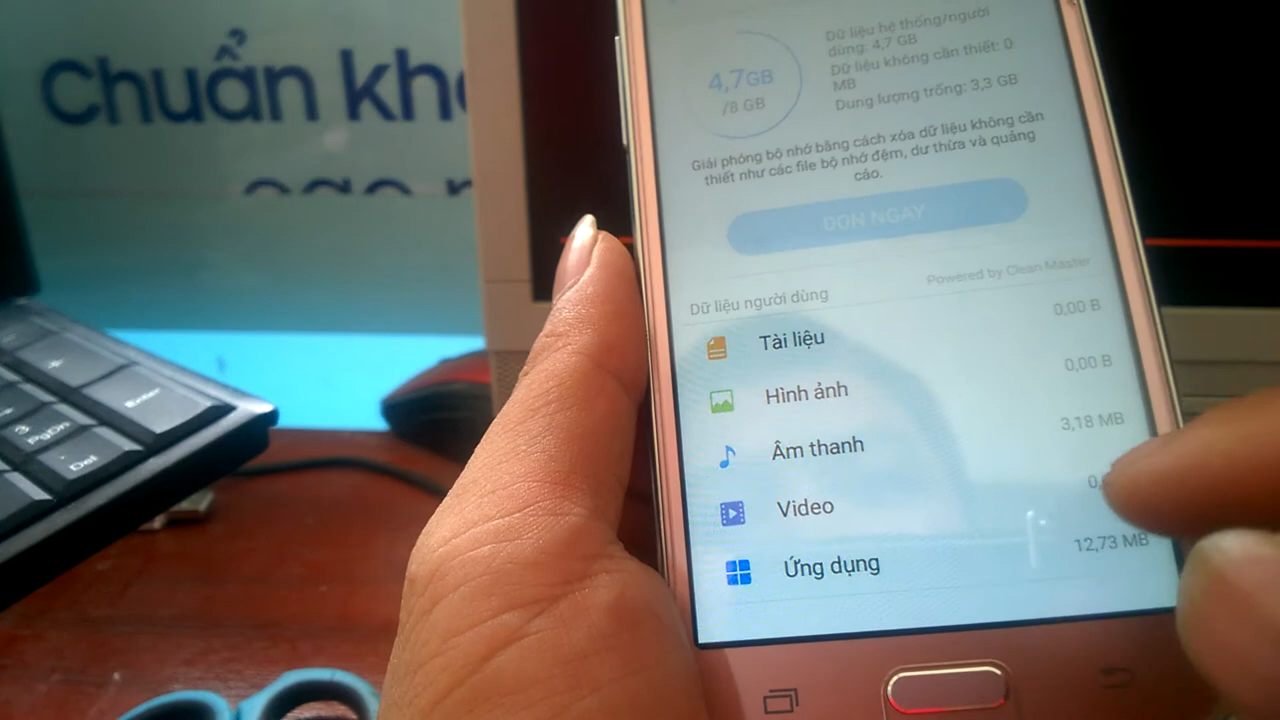 Chuẩn
4,7GB
/8 GB
Dữ liệu hệ thống/người
dùng: 4,7 GB
Dữ liệu không cần thiết: 0
MB
Dung lượng trống: 3,3 GB
Giải phóng bộ nhớ bằng cách xóa dữ liệu không cần
thiết như các file bộ nhớ đệm, dư thừa và quảng
cáo.
DỌN NGAY
Powered by Clean Master
Dữ liệu người dùng
Tài liệu 0,00 B
Hình ảnh 0,00 B
Âm thanh 3,18 MB
Video
Ứng dụng 12,73 MB
Enter
3
PgDn
Del